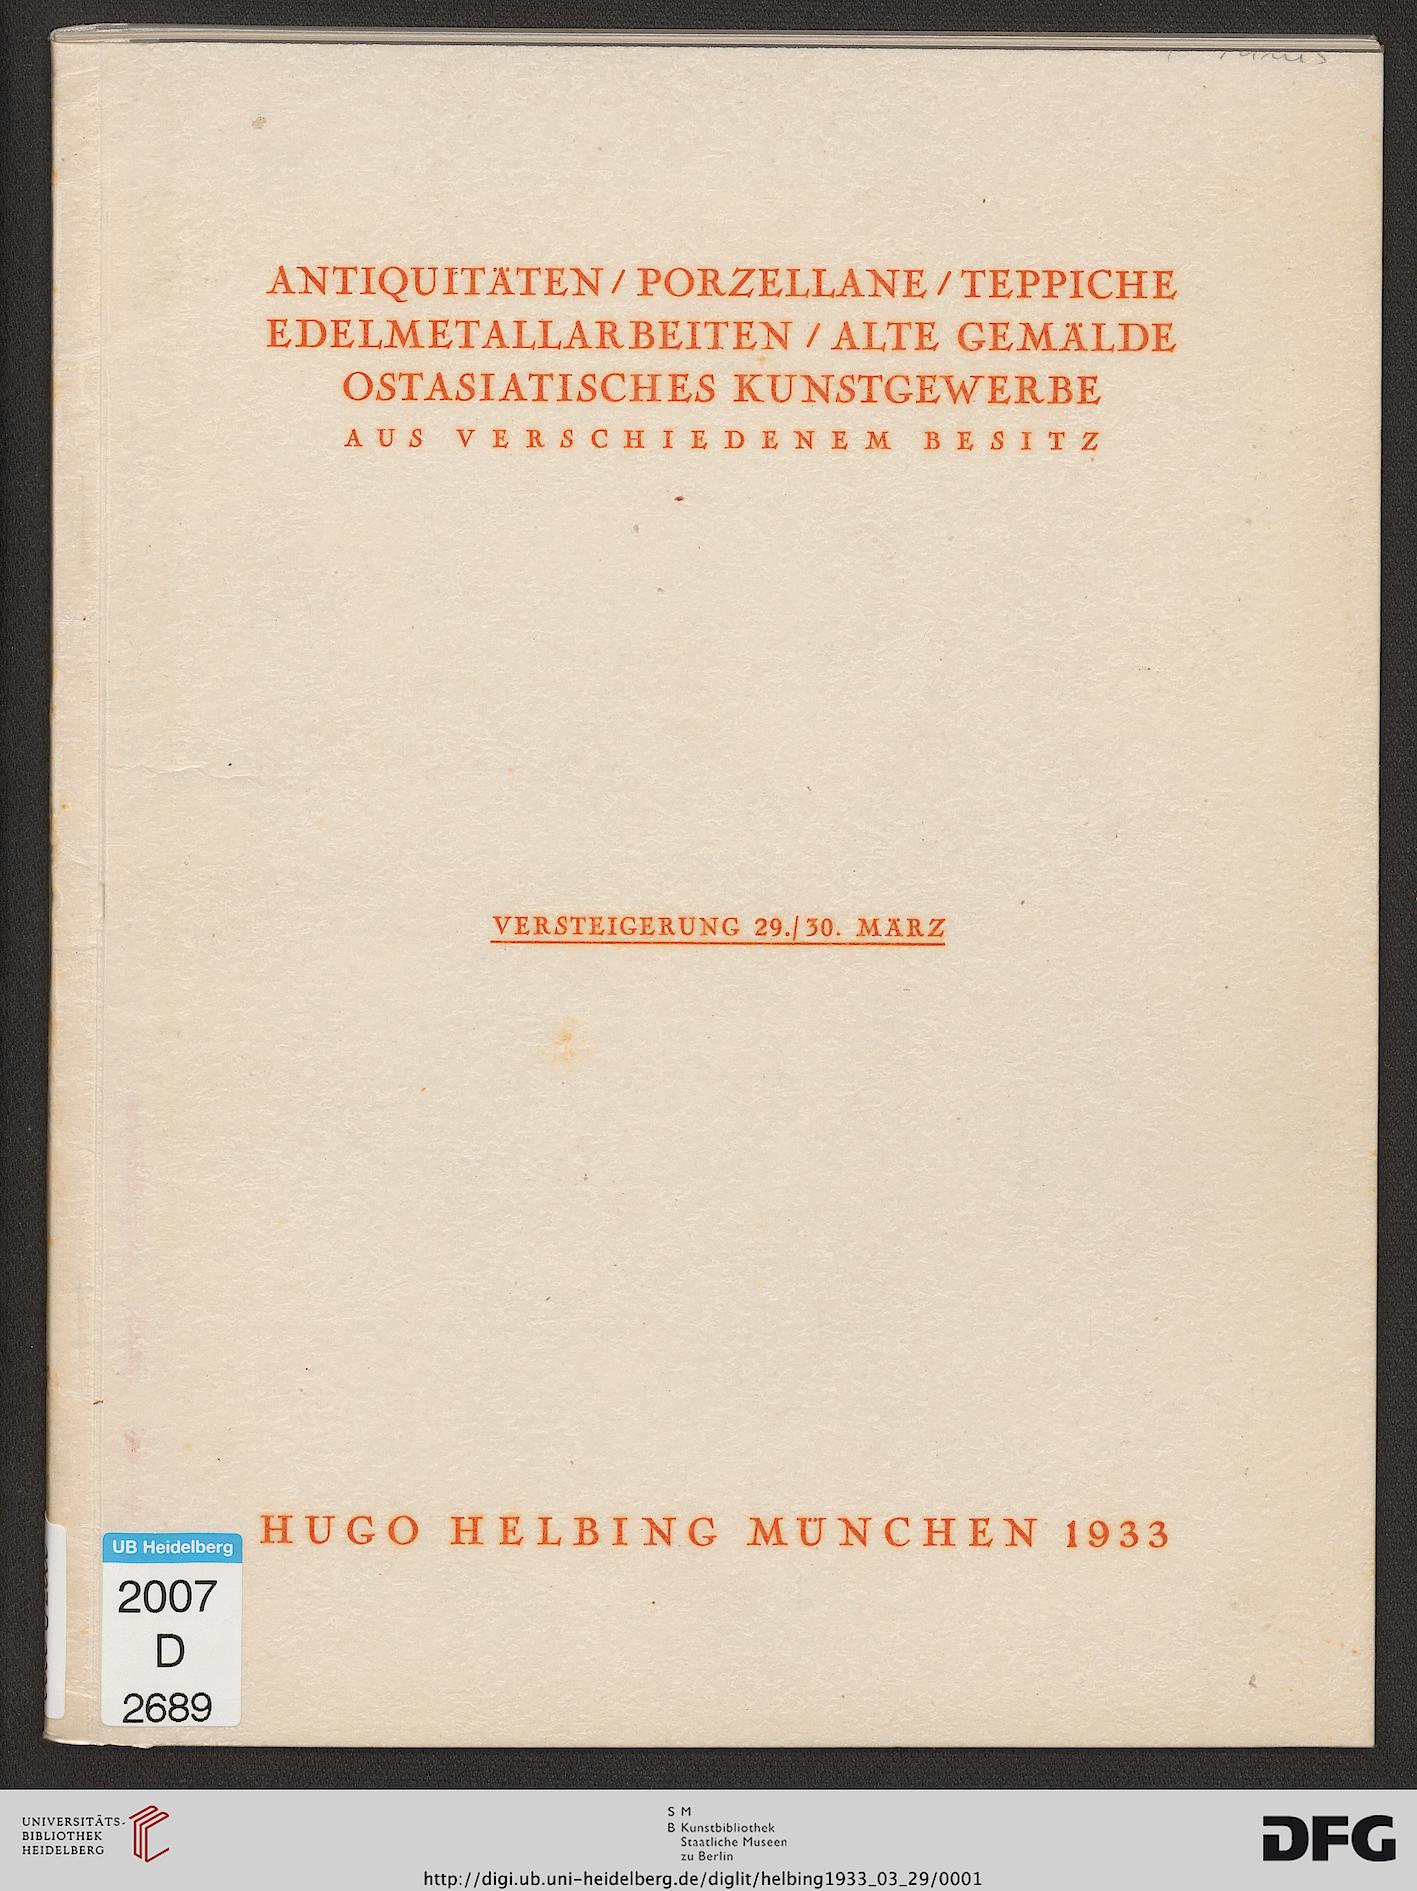 ANTIQUITÄTEN / PORZELLANE / TEPPICHE
EDELMETALLARBEITEN / ALTE GEMÄLDE
OSTASIATISCHES KUNSTGEWERBE
AUS VERSCHIEDENEM BESITZ
VERSTEIGERUNG 29./30. MÄRZ
HUGO HELBING MÜNCHEN 1933
UB Heidelberg
2007
D
2689
UNIVERSITÄTS-
BIBLIOTHEK
HEIDELBERG
S M
B Kunstbibliothek
Staatliche Museen
zu Berlin
DFG
http://digi.ub.uni-heidelberg.de/diglit/helbing1933_03_29/0001